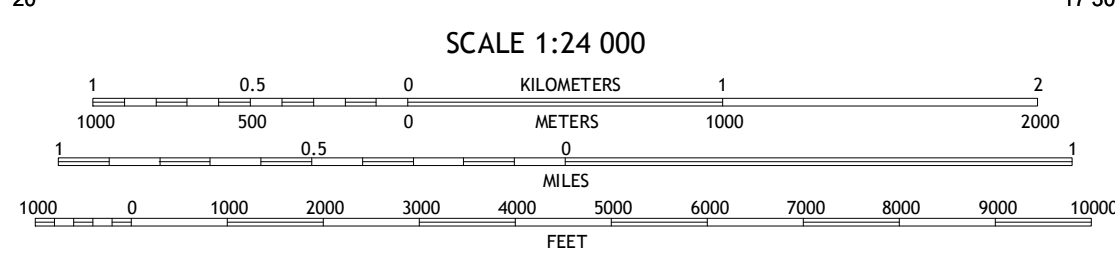 SCALE 1:24 000
1 0.5 0 KILOMETERS 1 2
1000 500 0 METERS 1000 2000
1 0.5 0 1
MILES
1000 0 1000 2000 3000 4000 5000 6000 7000 8000 9000 10000
FEET